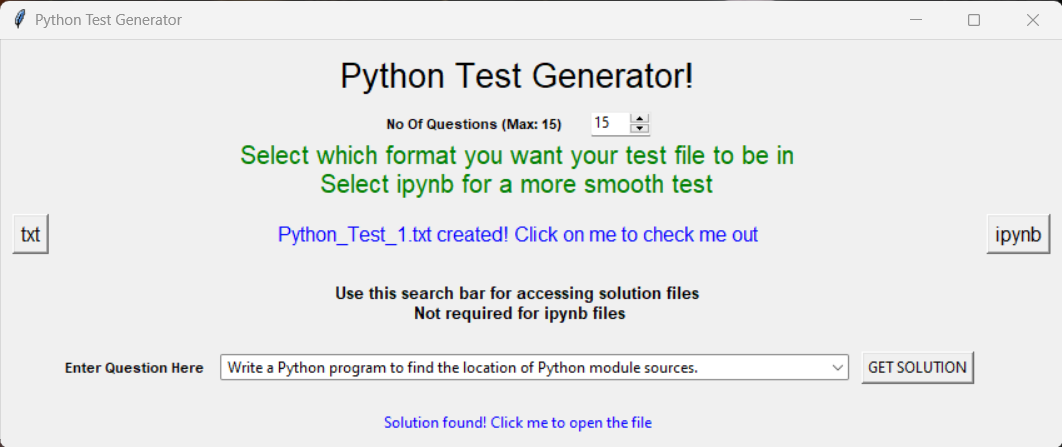 Python Test Generator
Python Test Generator!
No Of Questions (Max: 15) 15
Select which format you want your test file to be in
Select ipynb for a more smooth test
txt
Python_Test_1.txt created! Click on me to check me out
ipynb
Use this search bar for accessing solution files
Not required for ipynb files
Enter Question Here Write a Python program to find the location of Python module sources. GET SOLUTION
Solution found! Click me to open the file